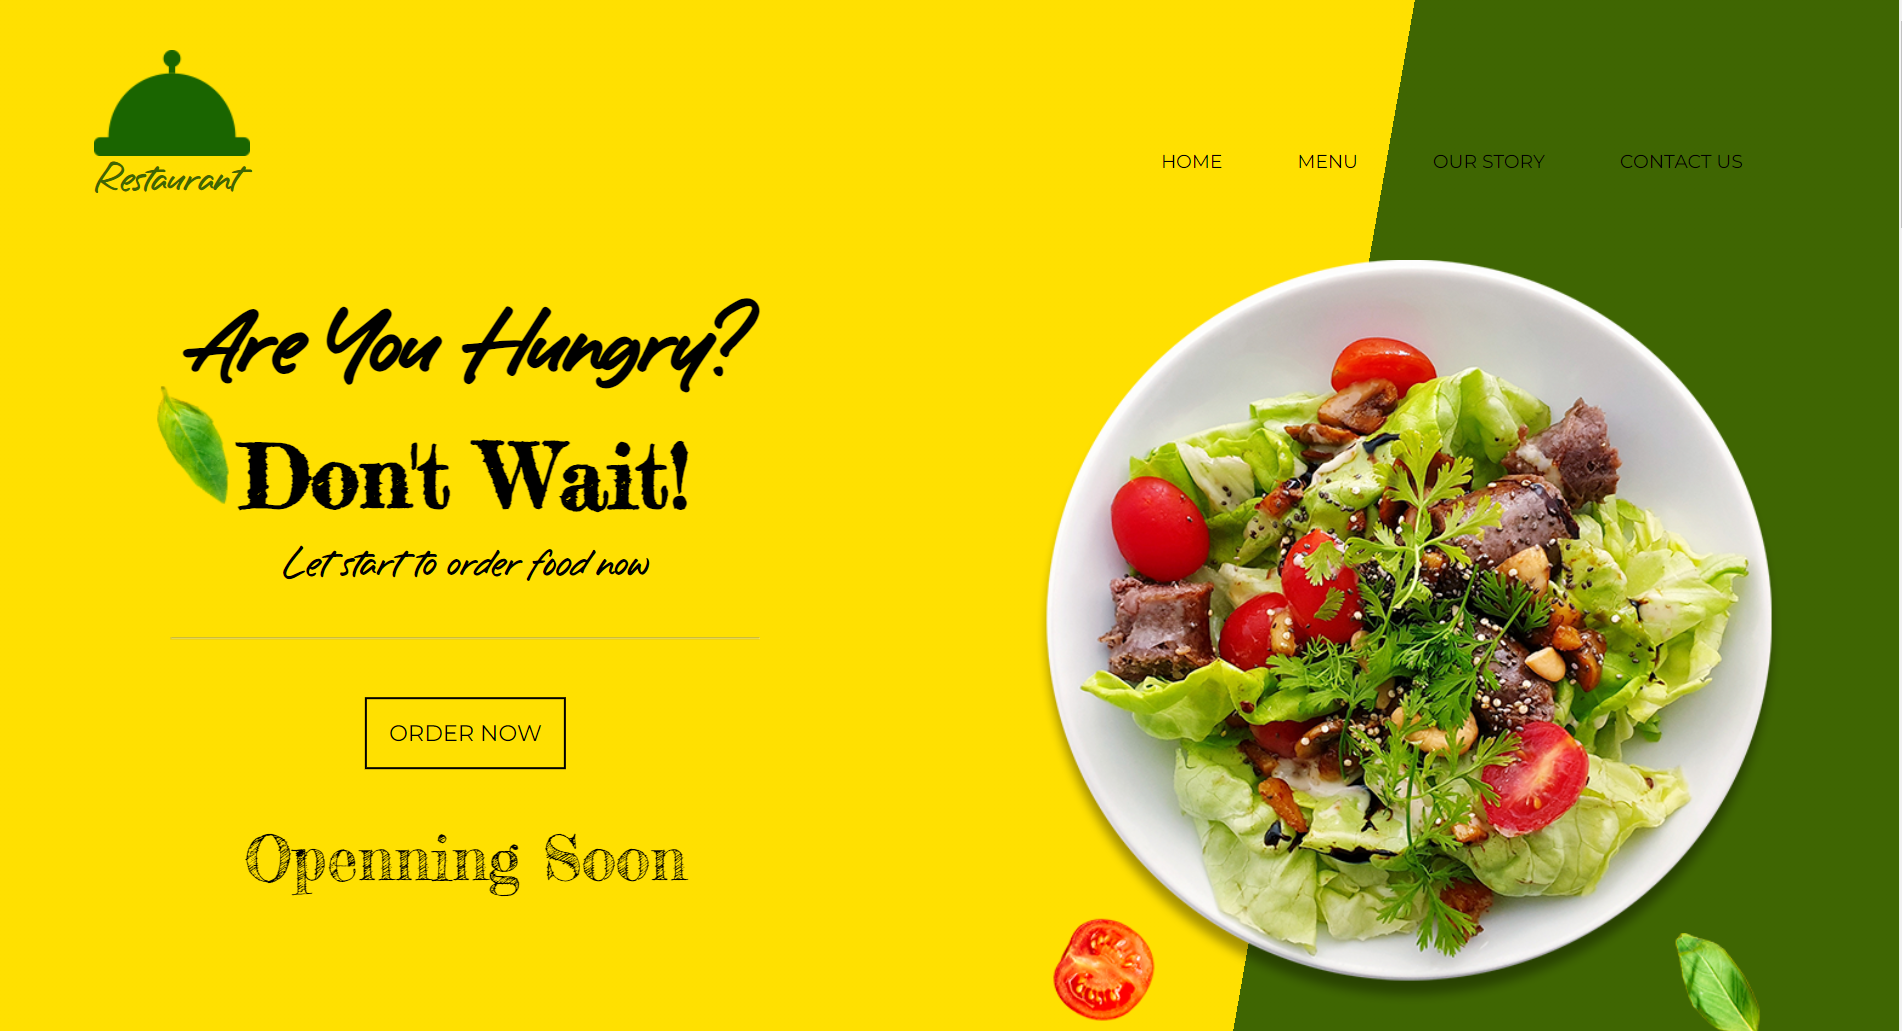 Restaurant
HOME MENU OUR STORY CONTACT US
Are You Hungry?
Don't Wait!
Let start to order food now
ORDER NOW
Openning Soon